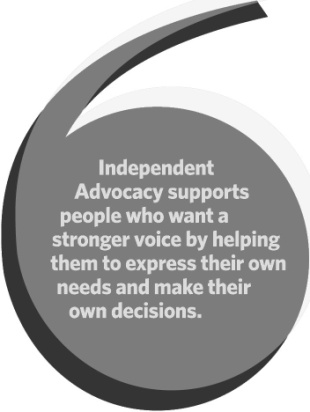 Independent
Advocacy supports
people who want a
stronger voice by helping
them to express their own
needs and make their
own decisions.